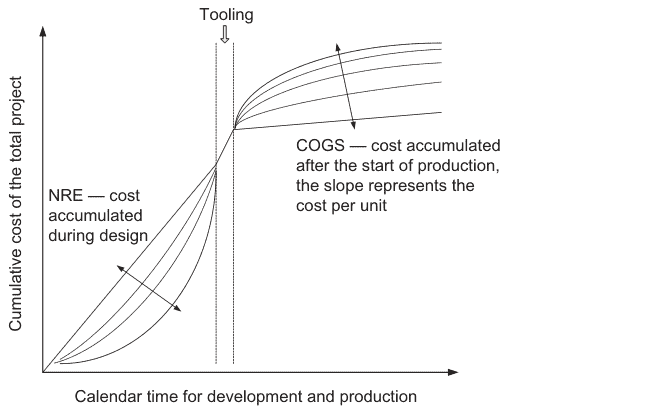 Tooling
Cumulative cost of the total project
NRE — cost
accumulated
during design
COGS — cost accumulated
after the start of production,
the slope represents the
cost per unit
Calendar time for development and production